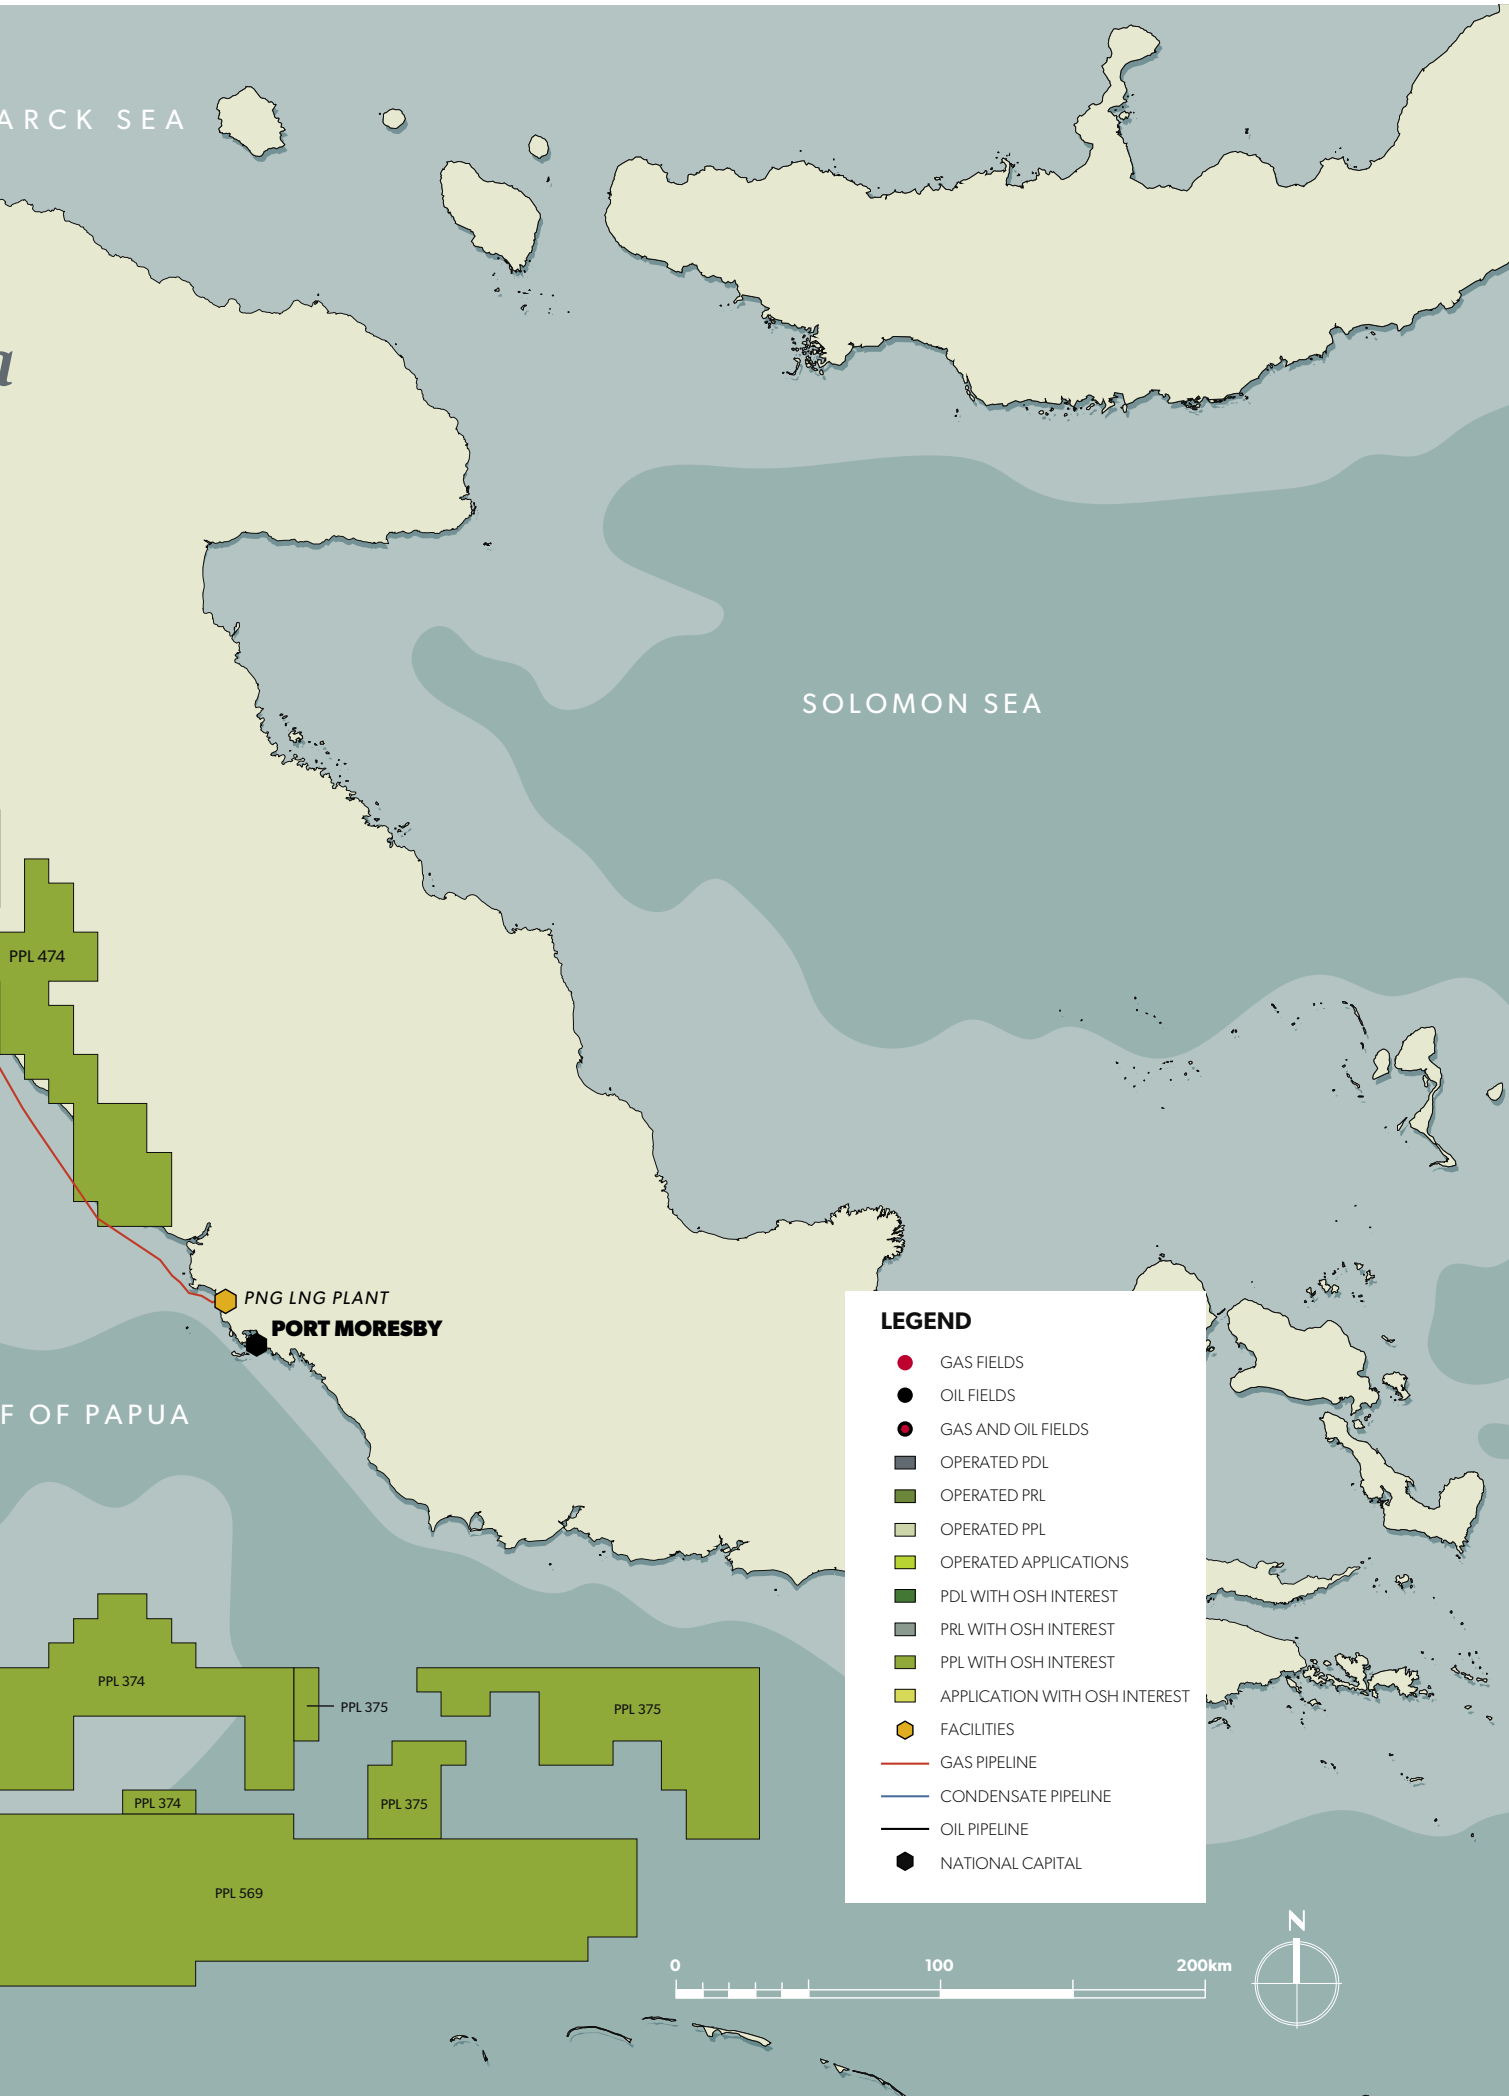 ARCK SEA
a
SOLOMON SEA
PPL 474
PNG LNG PLANT
PORT MORESBY
F OF PAPUA
PPL 374
PPL 375
PPL 375
PPL 374
PPL 375
PPL 569
LEGEND
GAS FIELDS
OIL FIELDS
GAS AND OIL FIELDS
OPERATED PDL
OPERATED PRL
OPERATED PPL
OPERATED APPLICATIONS
PDL WITH OSH INTEREST
PRL WITH OSH INTEREST
PPL WITH OSH INTEREST
APPLICATION WITH OSH INTEREST
FACILITIES
GAS PIPELINE
CONDENSATE PIPELINE
OIL PIPELINE
NATIONAL CAPITAL
N
0 100 200km